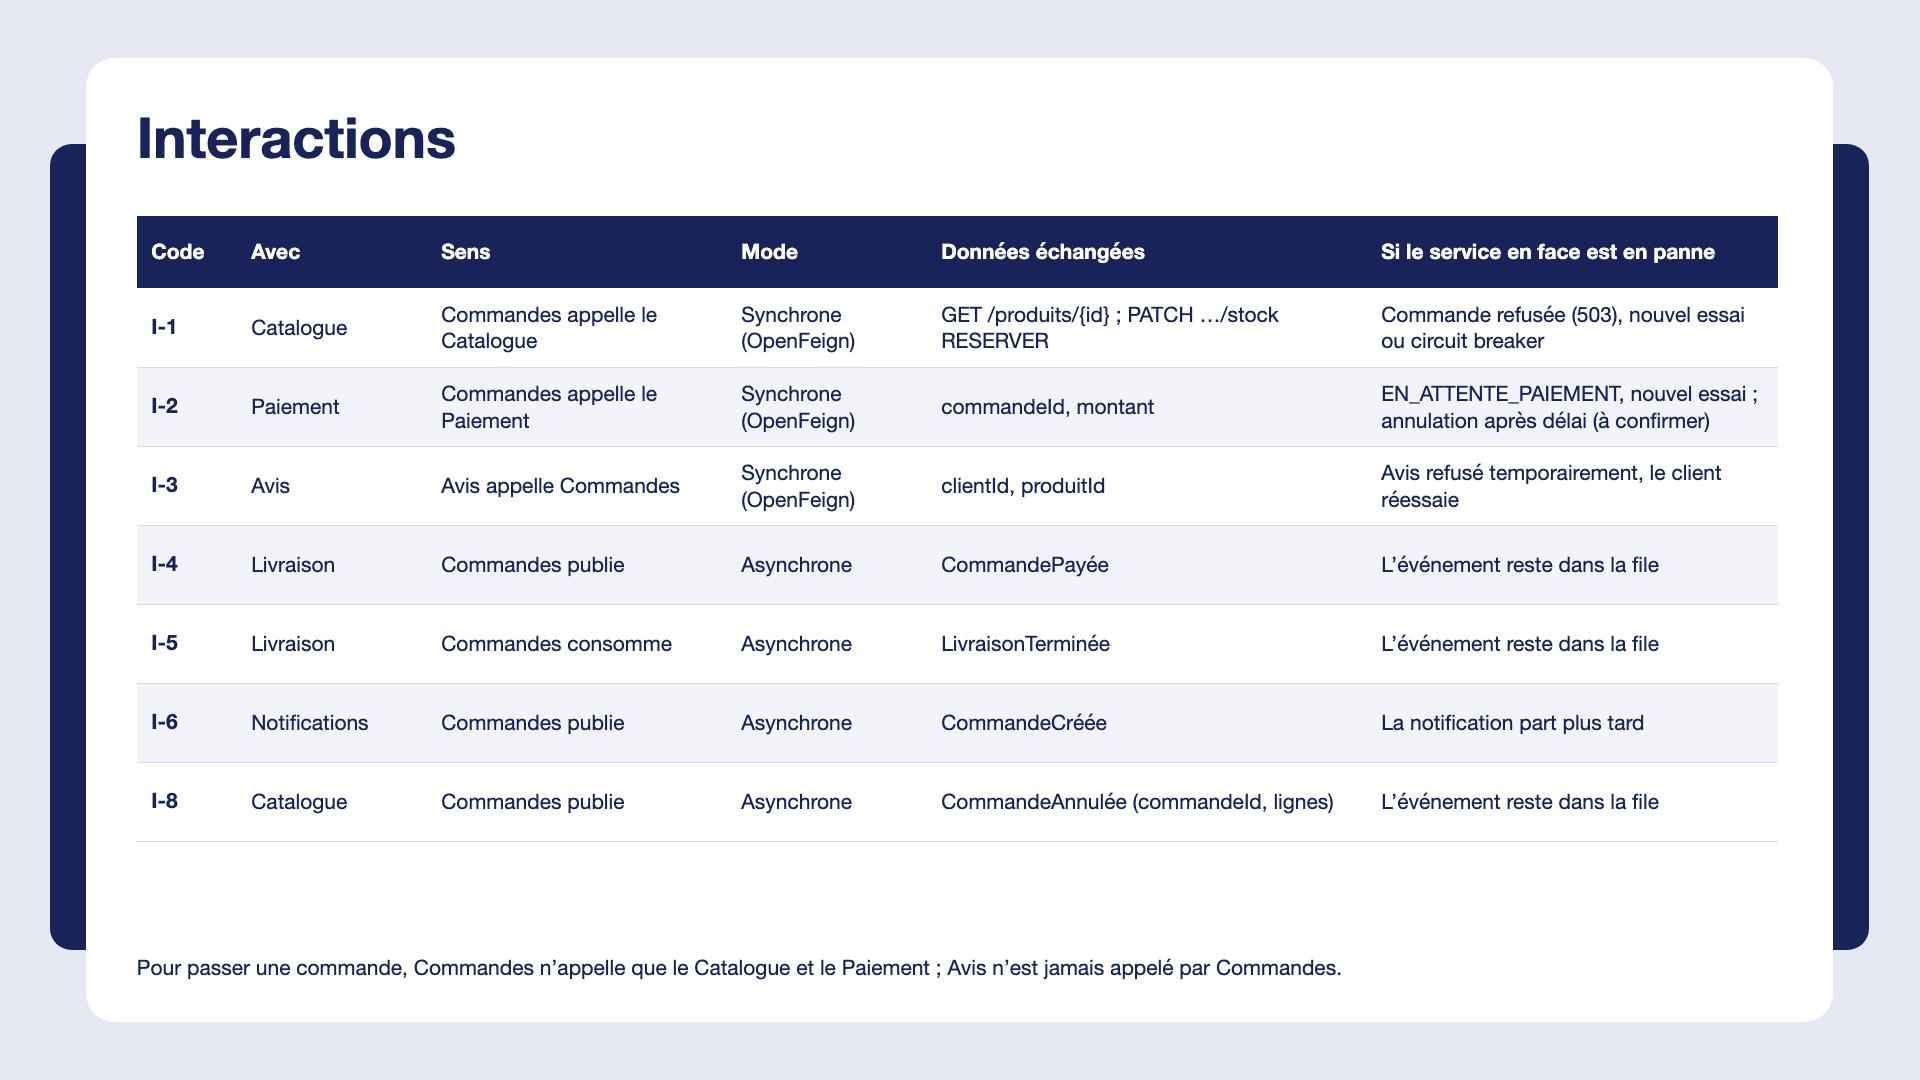 Interactions
Code Avec Sens Mode Données échangées Si le service en face est en panne
I-1 Catalogue Commandes appelle le Catalogue Synchrone (OpenFeign) GET /produits/{id} ; PATCH …/stock RESERVER Commande refusée (503), nouvel essai ou circuit breaker
I-2 Paiement Commandes appelle le Paiement Synchrone (OpenFeign) commandeId, montant EN_ATTENTE_PAIEMENT, nouvel essai ; annulation après délai (à confirmer)
I-3 Avis Avis appelle Commandes Synchrone (OpenFeign) clientId, produitId Avis refusé temporairement, le client réessaie
I-4 Livraison Commandes publie Asynchrone CommandePayée L’événement reste dans la file
I-5 Livraison Commandes consomme Asynchrone LivraisonTerminée L’événement reste dans la file
I-6 Notifications Commandes publie Asynchrone CommandeCréée La notification part plus tard
I-8 Catalogue Commandes publie Asynchrone CommandeAnnulée (commandeId, lignes) L’événement reste dans la file
Pour passer une commande, Commandes n’appelle que le Catalogue et le Paiement ; Avis n’est jamais appelé par Commandes.